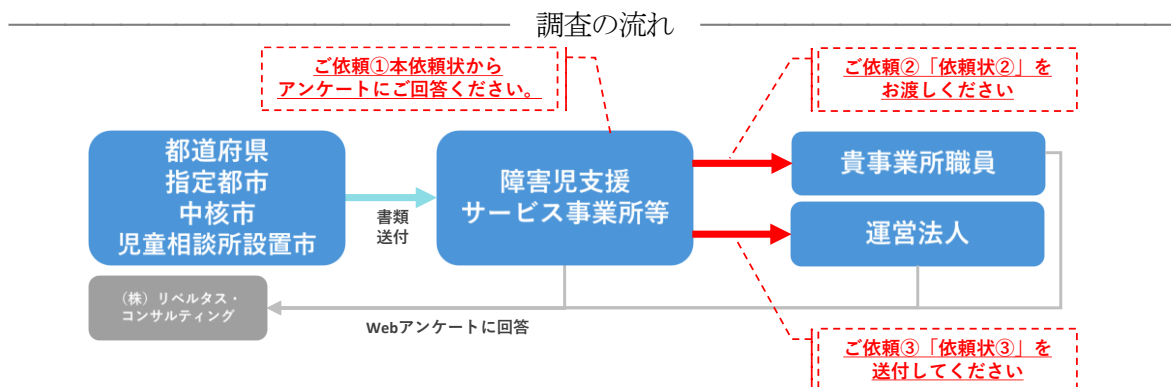 調査の流れ
ご依頼①本依頼状から
アンケートにご回答ください。
ご依頼②「依頼状②」を
お渡しください
都道府県
指定都市
中核市
児童相談所設置市
書類
送付
障害児支援
サービス事業所等
貴事業所職員
運営法人
（株）リベルタス・
コンサルティング
Webアンケートに回答
ご依頼③「依頼状③」を
送付してください